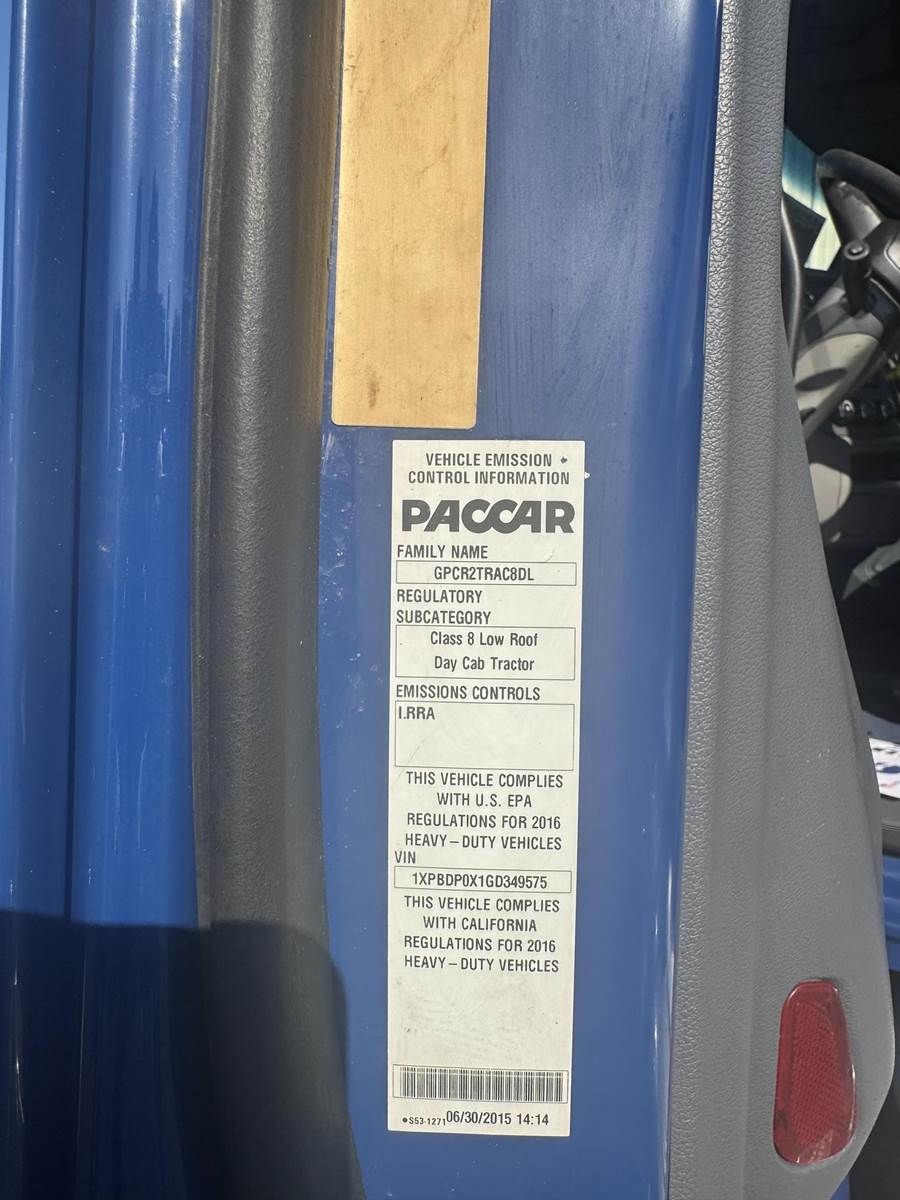 VEHICLE EMISSION
CONTROL INFORMATION
PACCAR
FAMILY NAME
GPCR2TRAC8DL
REGULATORY
SUBCATEGORY
Class 8 Low Roof
Day Cab Tractor
EMISSIONS CONTROLS
I.RRA
THIS VEHICLE COMPLIES
WITH U.S. EPA
REGULATIONS FOR 2016
HEAVY – DUTY VEHICLES
VIN
1XPBDP0X1GD349575
THIS VEHICLE COMPLIES
WITH CALIFORNIA
REGULATIONS FOR 2016
HEAVY – DUTY VEHICLES
●S53-1271 06/30/2015 14:14